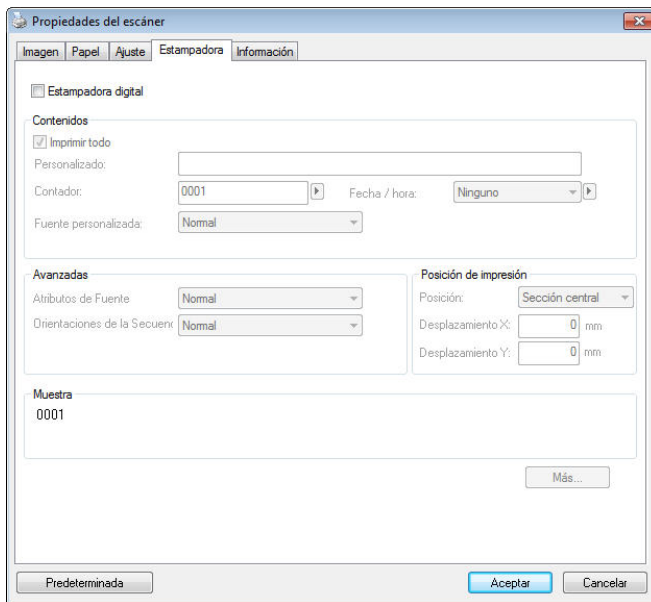 Propiedades del escáner
Imagen Papel Ajuste Estampadora Información
Estampadora digital
Contenidos
Imprimir todo
Personalizado:
Contador: 0001 Fecha / hora: Ninguno
Fuente personalizada: Normal
Avanzadas Posición de impresión
Atributos de Fuente Normal Posición: Sección central
Orientaciones de la Secuen Normal Desplazamiento X: 0 mm
Desplazamiento Y: 0 mm
Muestra
0001
Más...
Predeterminada Aceptar Cancelar